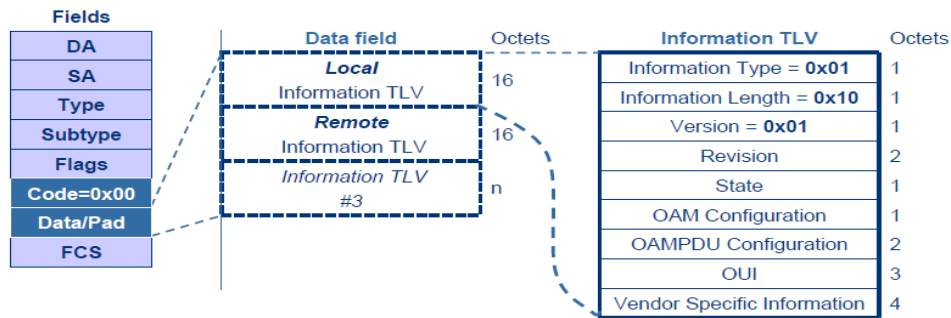 Fields
DA
SA
Type
Subtype
Flags
Code=0x00
Data/Pad
FCS
Data field
Octets
Local
Information TLV
16
Remote
Information TLV
16
Information TLV
#3
n
Information TLV
Octets
Information Type = 0x01
1
Information Length = 0x10
1
Version = 0x01
1
Revision
2
State
1
OAM Configuration
1
OAMPDU Configuration
2
OUI
3
Vendor Specific Information
4